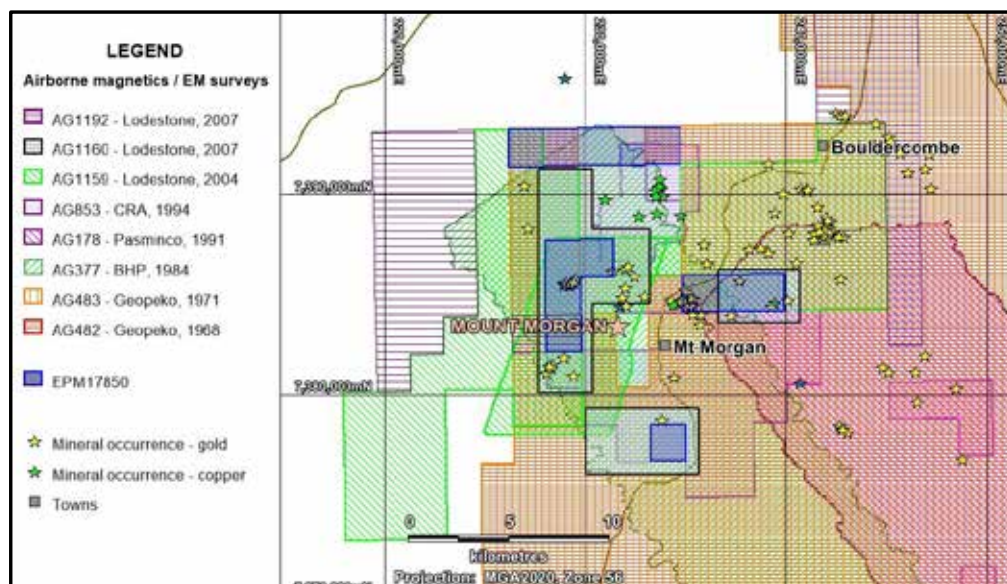 LEGEND
Airborne magnetics / EM surveys
AG1192 - Lodestone, 2007
AG1160 - Lodestone, 2007
AG1159 - Lodestone, 2004
AG853 - CRA, 1994
AG178 - Pasminco, 1991
AG377 - BHP, 1984
AG483 - Geopeko, 1971
AG482 - Geopeko, 1968
EPM17850
Mineral occurrence - gold
Mineral occurrence - copper
Towns
Bouldercombe
MOUNT MORGAN
Mt Morgan
0 5 10
kilometres
Projection: MGA2020, Zone 56